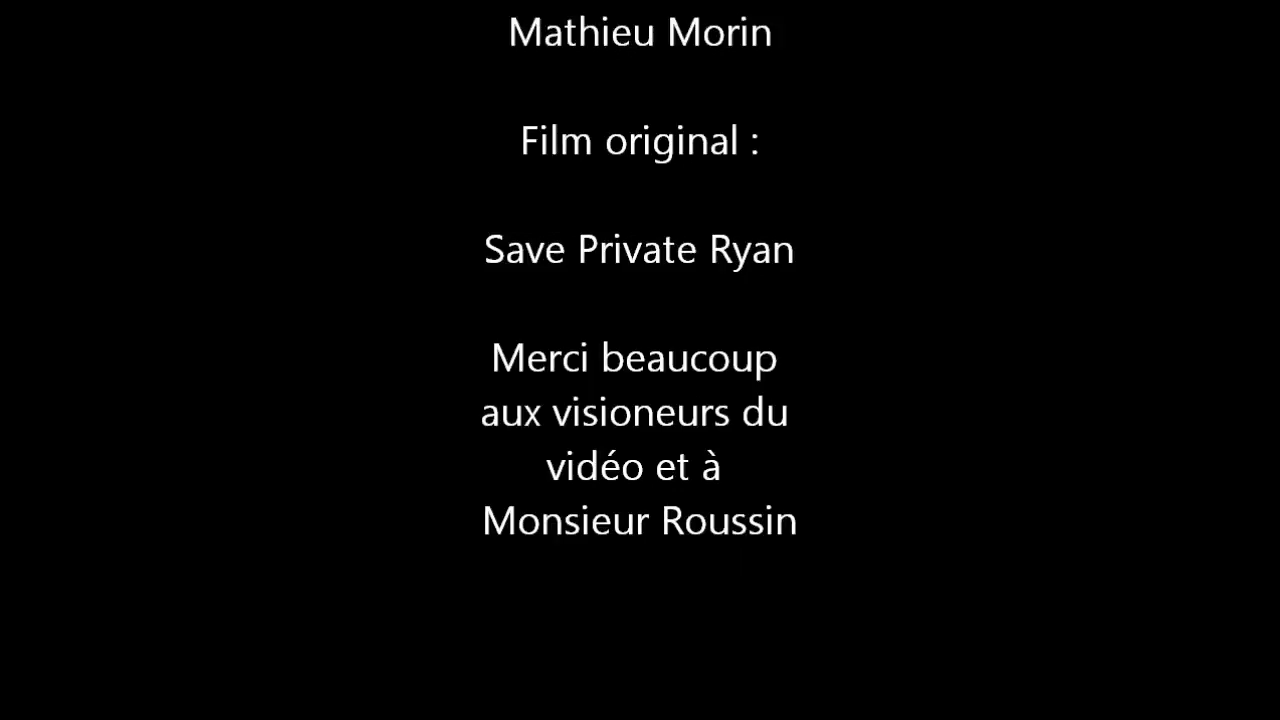 Mathieu Morin
Film original :
Save Private Ryan
Merci beaucoup
aux visioneurs du
vidéo et à
Monsieur Roussin